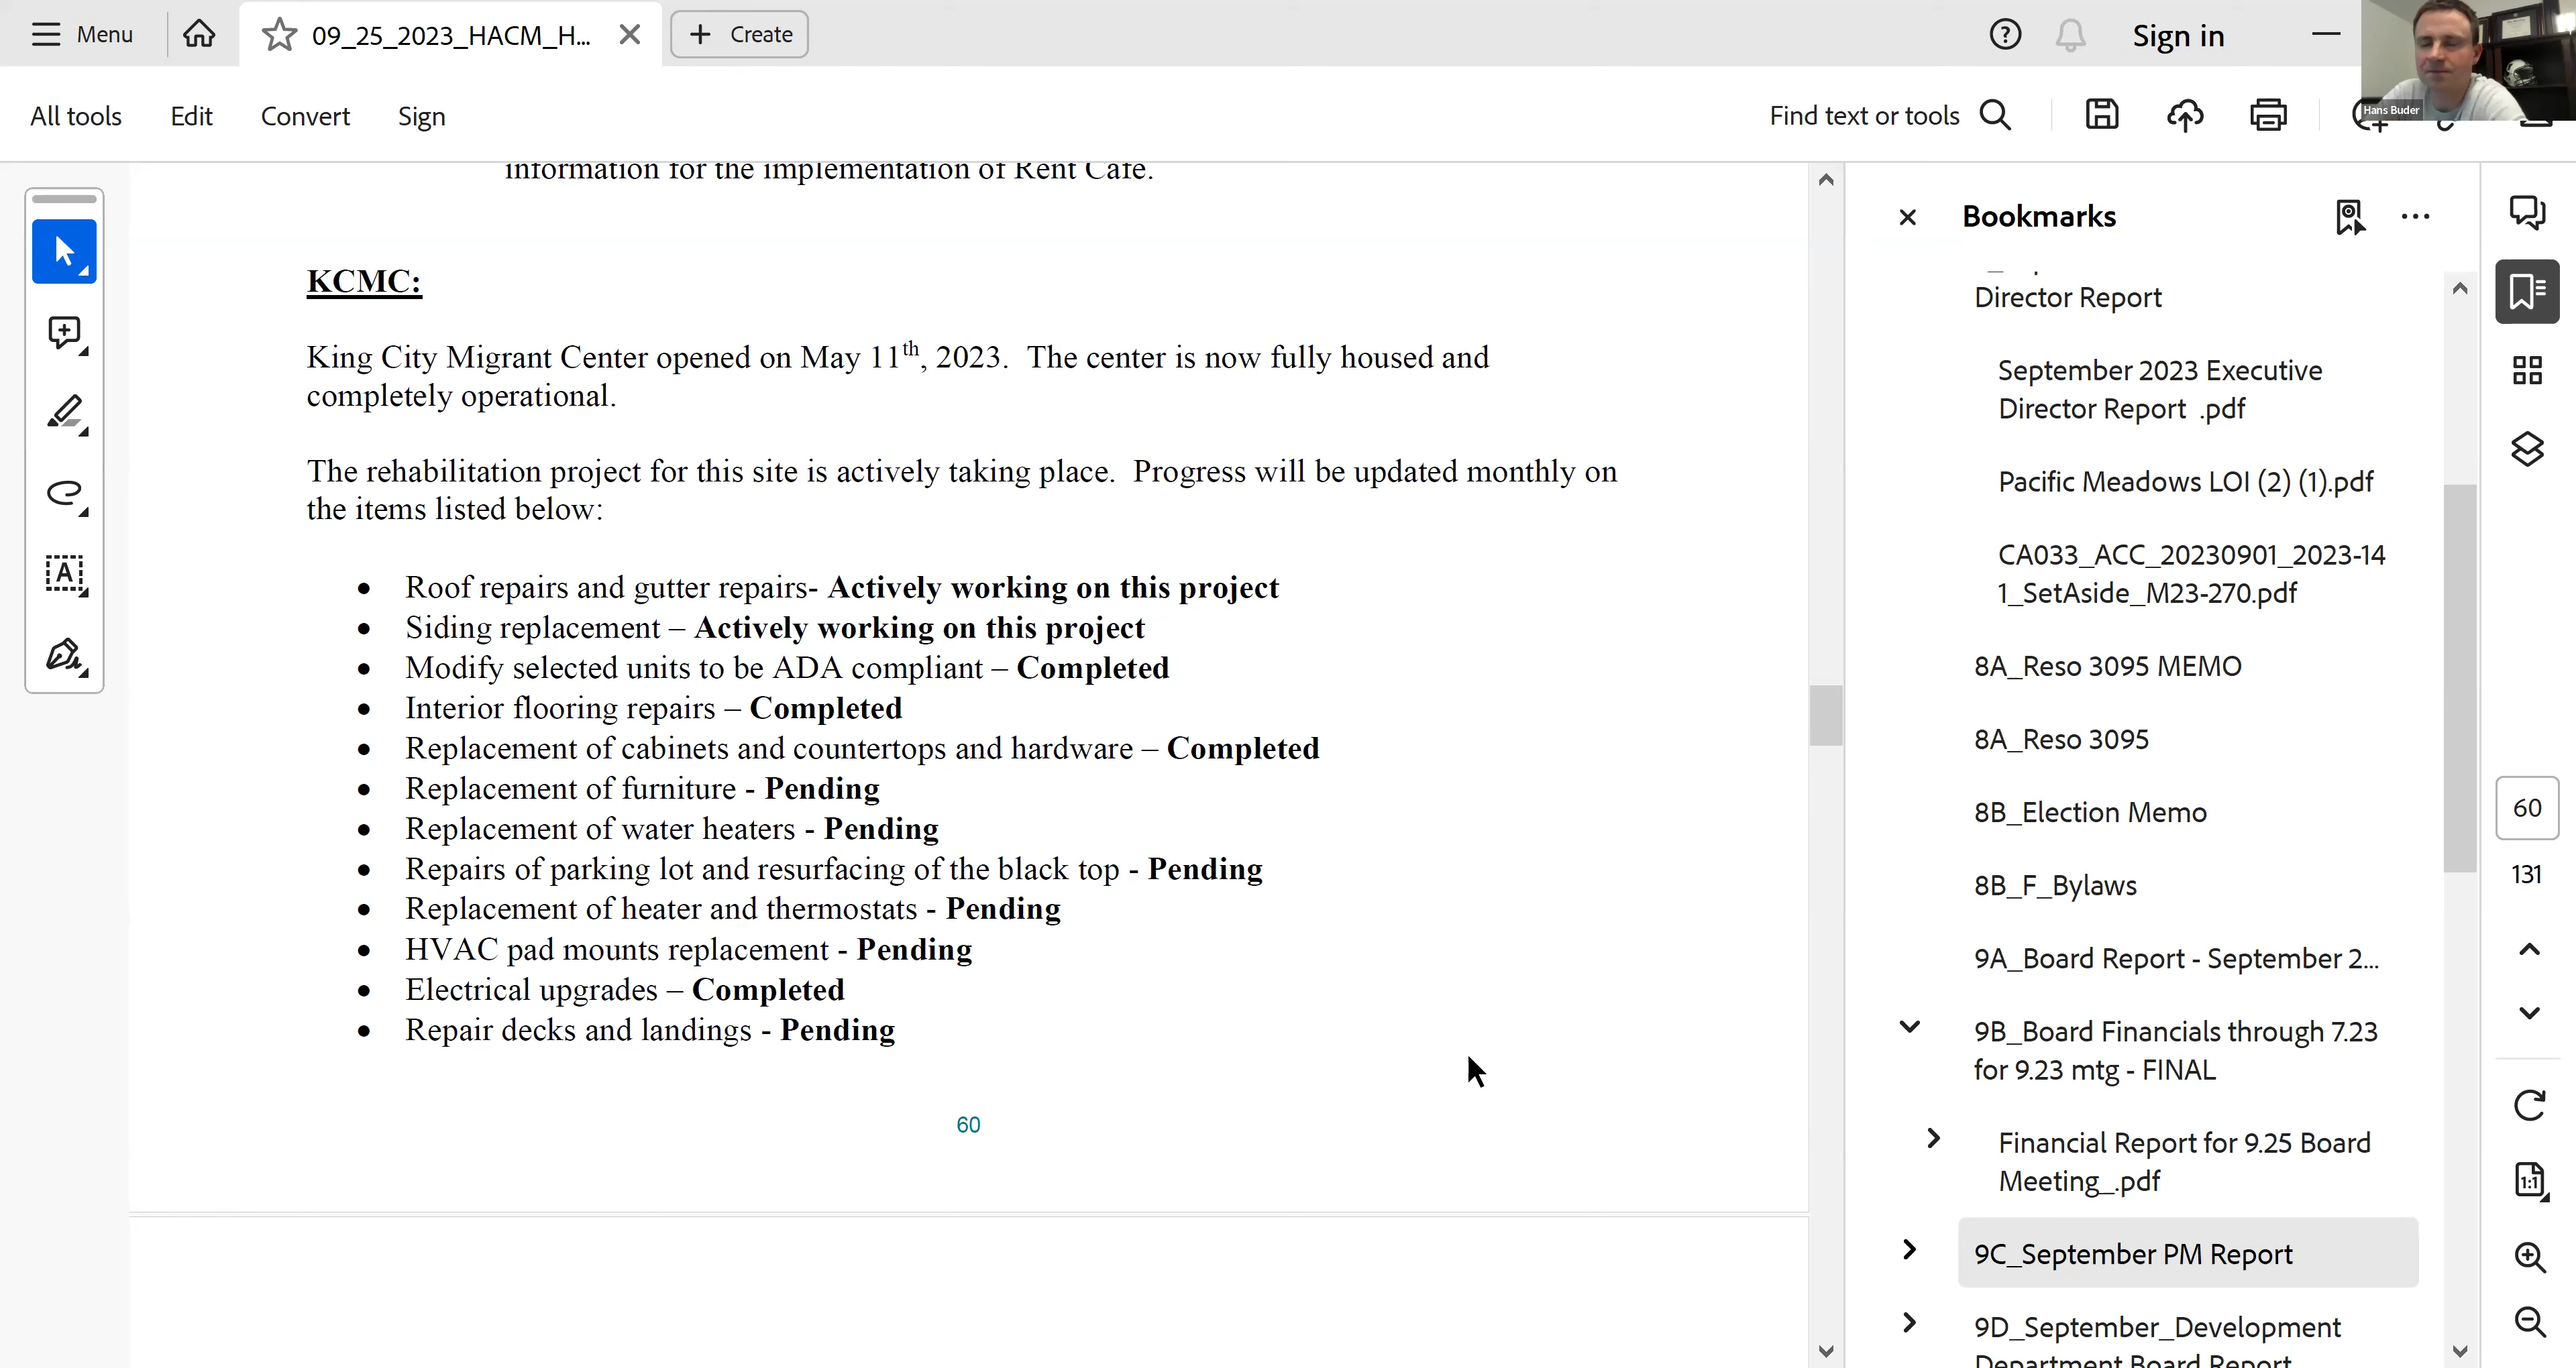 Menu
09_25_2023_HACM_H...
Create
Sign in
Hans Buder
All tools
Edit
Convert
Sign
Find text or tools
information for the implementation of Rent Cafe.
KCMC:
King City Migrant Center opened on May 11th, 2023. The center is now fully housed and
completely operational.
The rehabilitation project for this site is actively taking place. Progress will be updated monthly on
the items listed below:
• Roof repairs and gutter repairs- Actively working on this project
• Siding replacement – Actively working on this project
• Modify selected units to be ADA compliant – Completed
• Interior flooring repairs – Completed
• Replacement of cabinets and countertops and hardware – Completed
• Replacement of furniture - Pending
• Replacement of water heaters - Pending
• Repairs of parking lot and resurfacing of the black top - Pending
• Replacement of heater and thermostats - Pending
• HVAC pad mounts replacement - Pending
• Electrical upgrades – Completed
• Repair decks and landings - Pending
60
Bookmarks
Director Report
September 2023 Executive
Director Report .pdf
Pacific Meadows LOI (2) (1).pdf
CA033_ACC_20230901_2023-14
1_SetAside_M23-270.pdf
8A_Reso 3095 MEMO
8A_Reso 3095
8B_Election Memo
8B_F_Bylaws
9A_Board Report - September 2...
9B_Board Financials through 7.23
for 9.23 mtg - FINAL
Financial Report for 9.25 Board
Meeting_.pdf
9C_September PM Report
9D_September_Development
Department Board Report
60
131
1:1